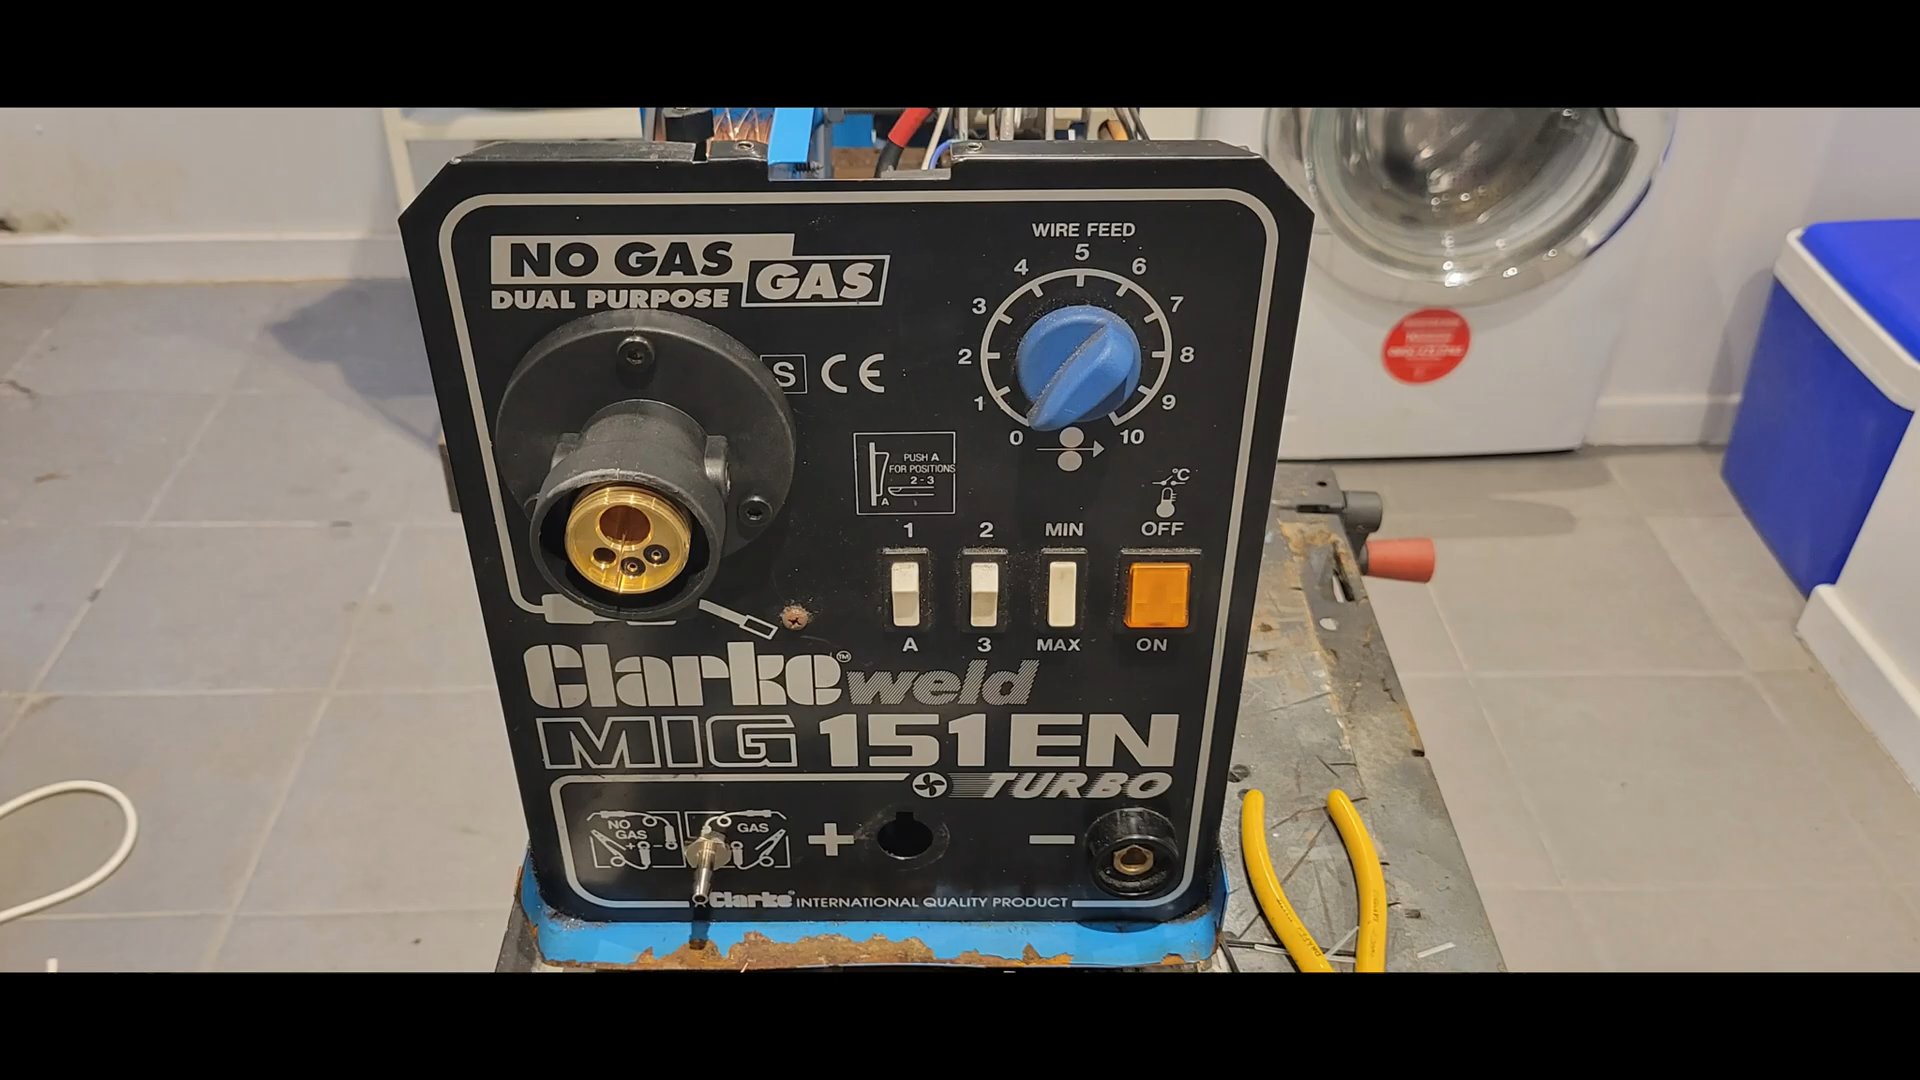 NO GAS
GAS
DUAL PURPOSE
WIRE FEED
0 1 2 3 4 5 6 7 8 9 10
S CE
PUSH A
FOR POSITIONS
2 - 3
A
°C
1 2 MIN OFF
A 3 MAX ON
Clarke™ weld
MIG 151EN
TURBO
NO GAS
+ -
GAS
+ -
Clarke™ INTERNATIONAL QUALITY PRODUCT